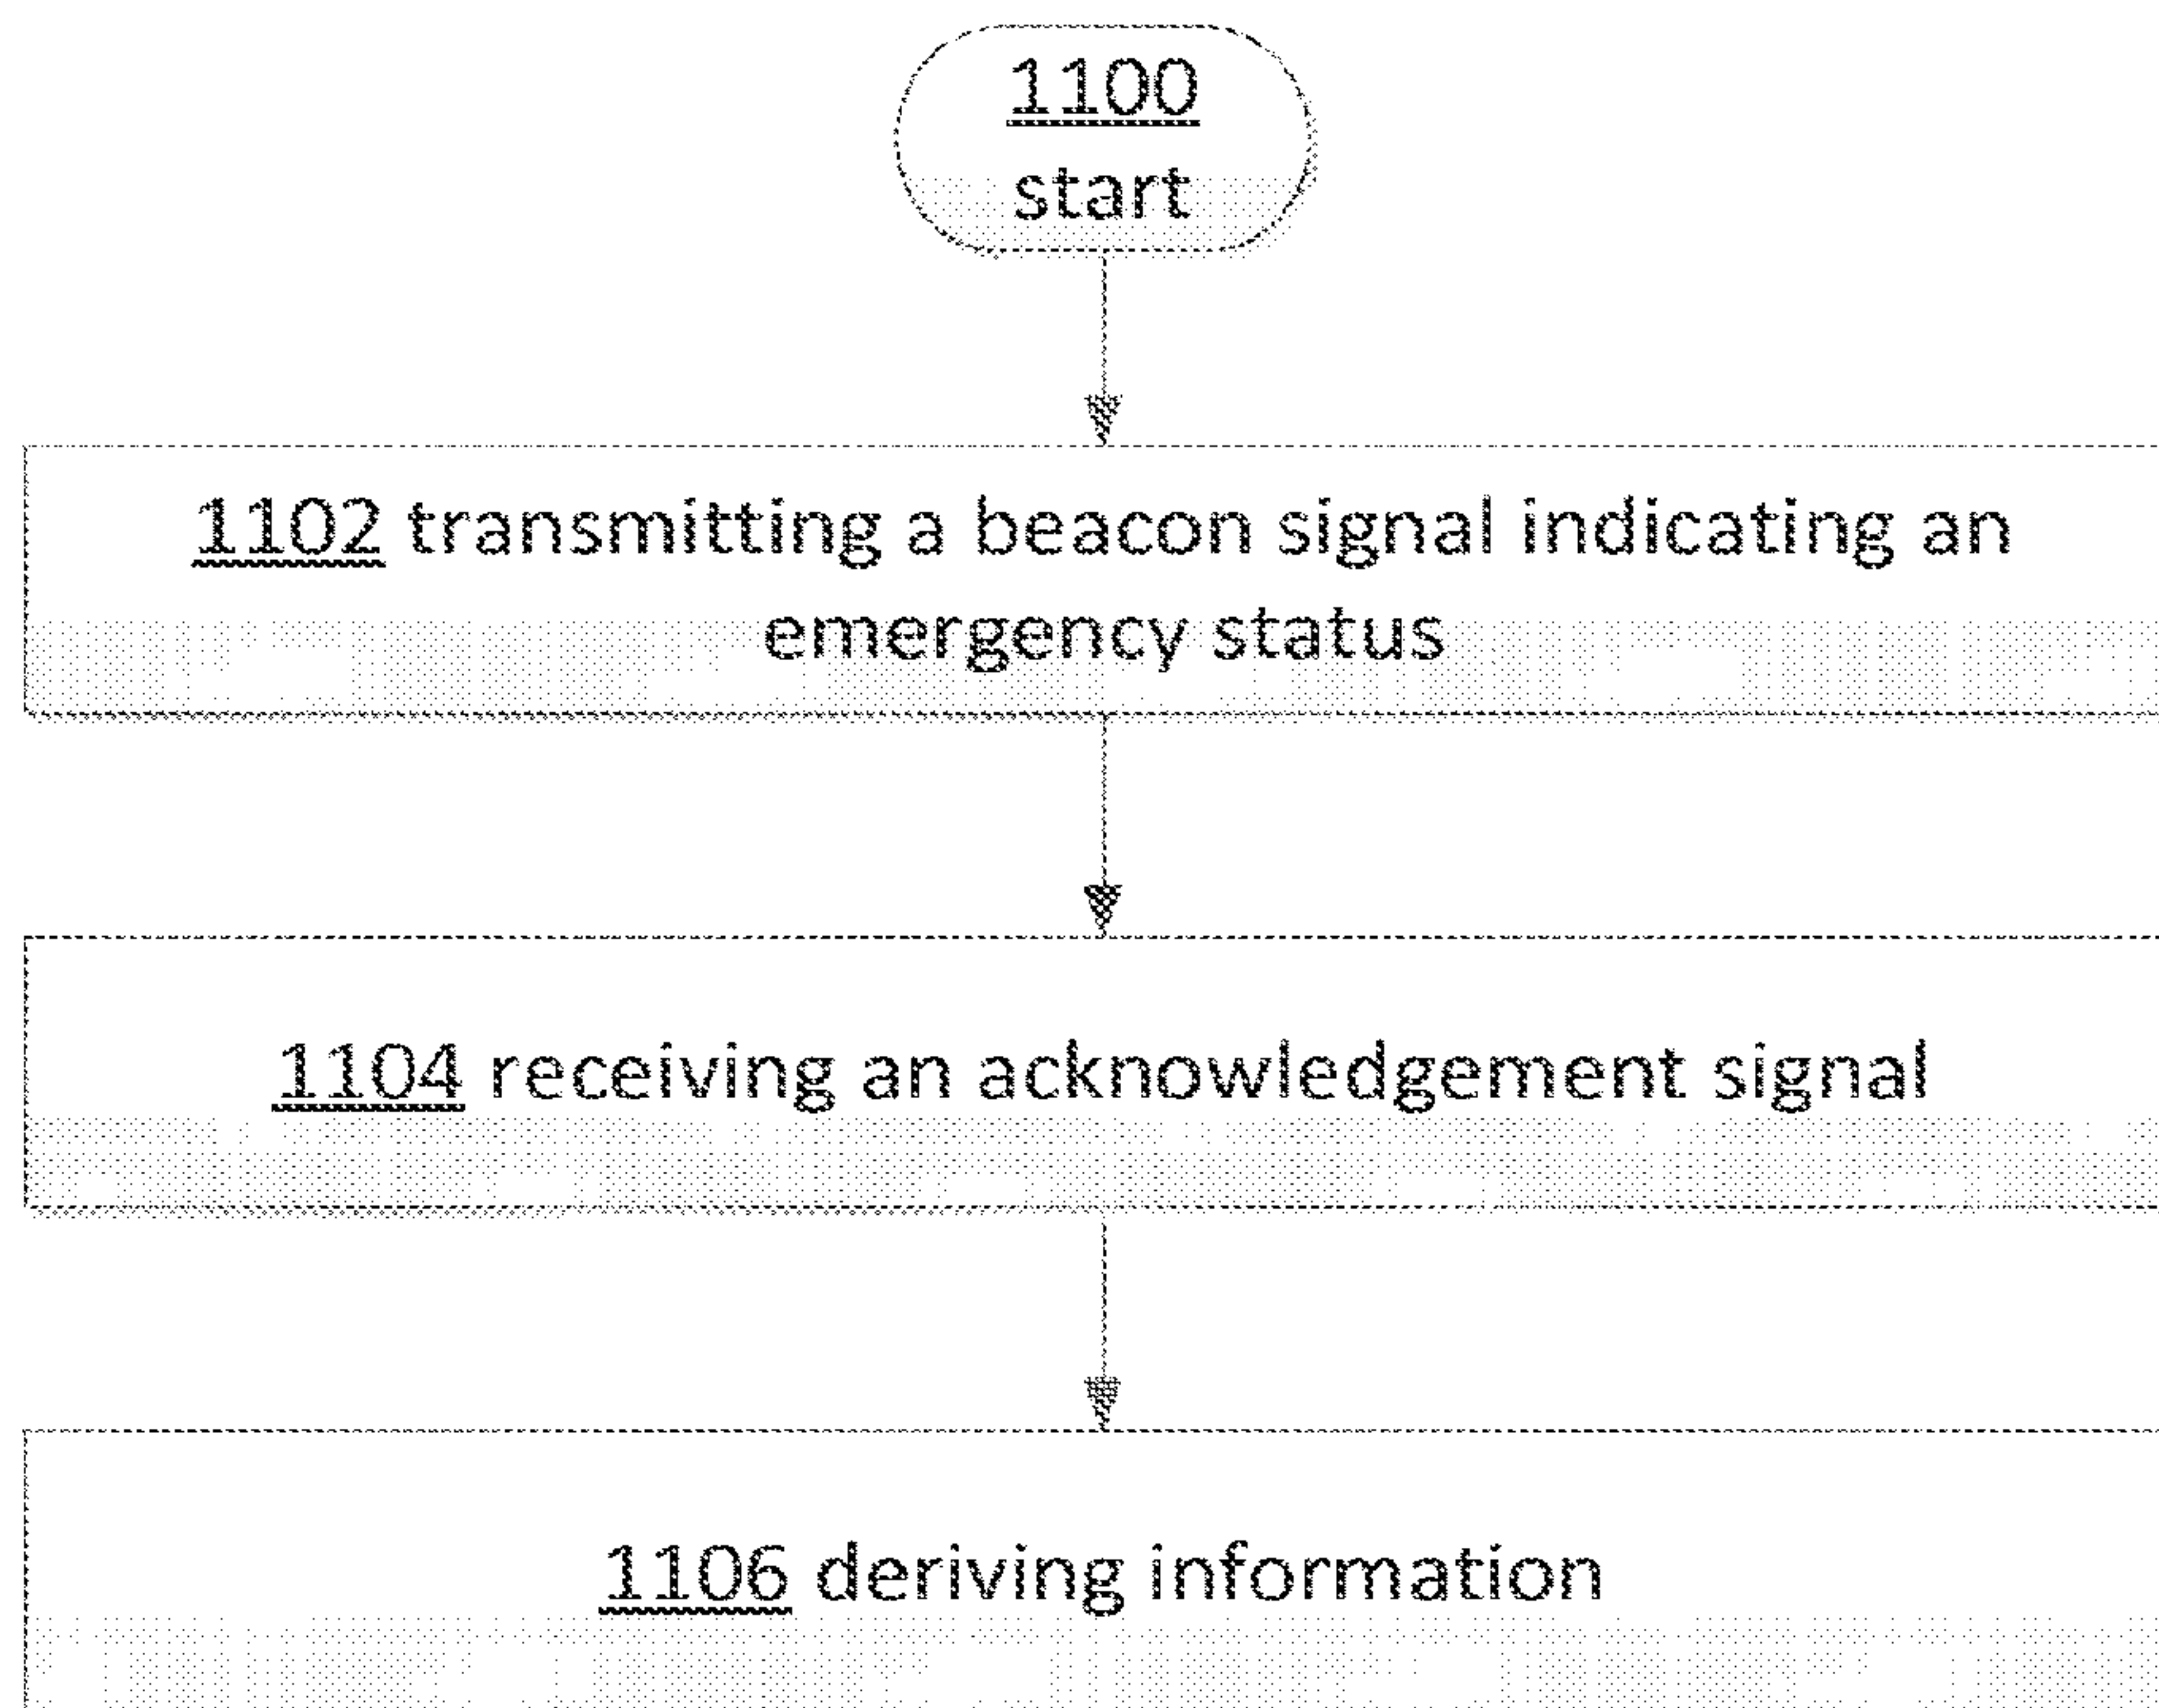 1100
start
1102 transmitting a beacon signal indicating an
emergency status
1104 receiving an acknowledgement signal
1106 deriving information